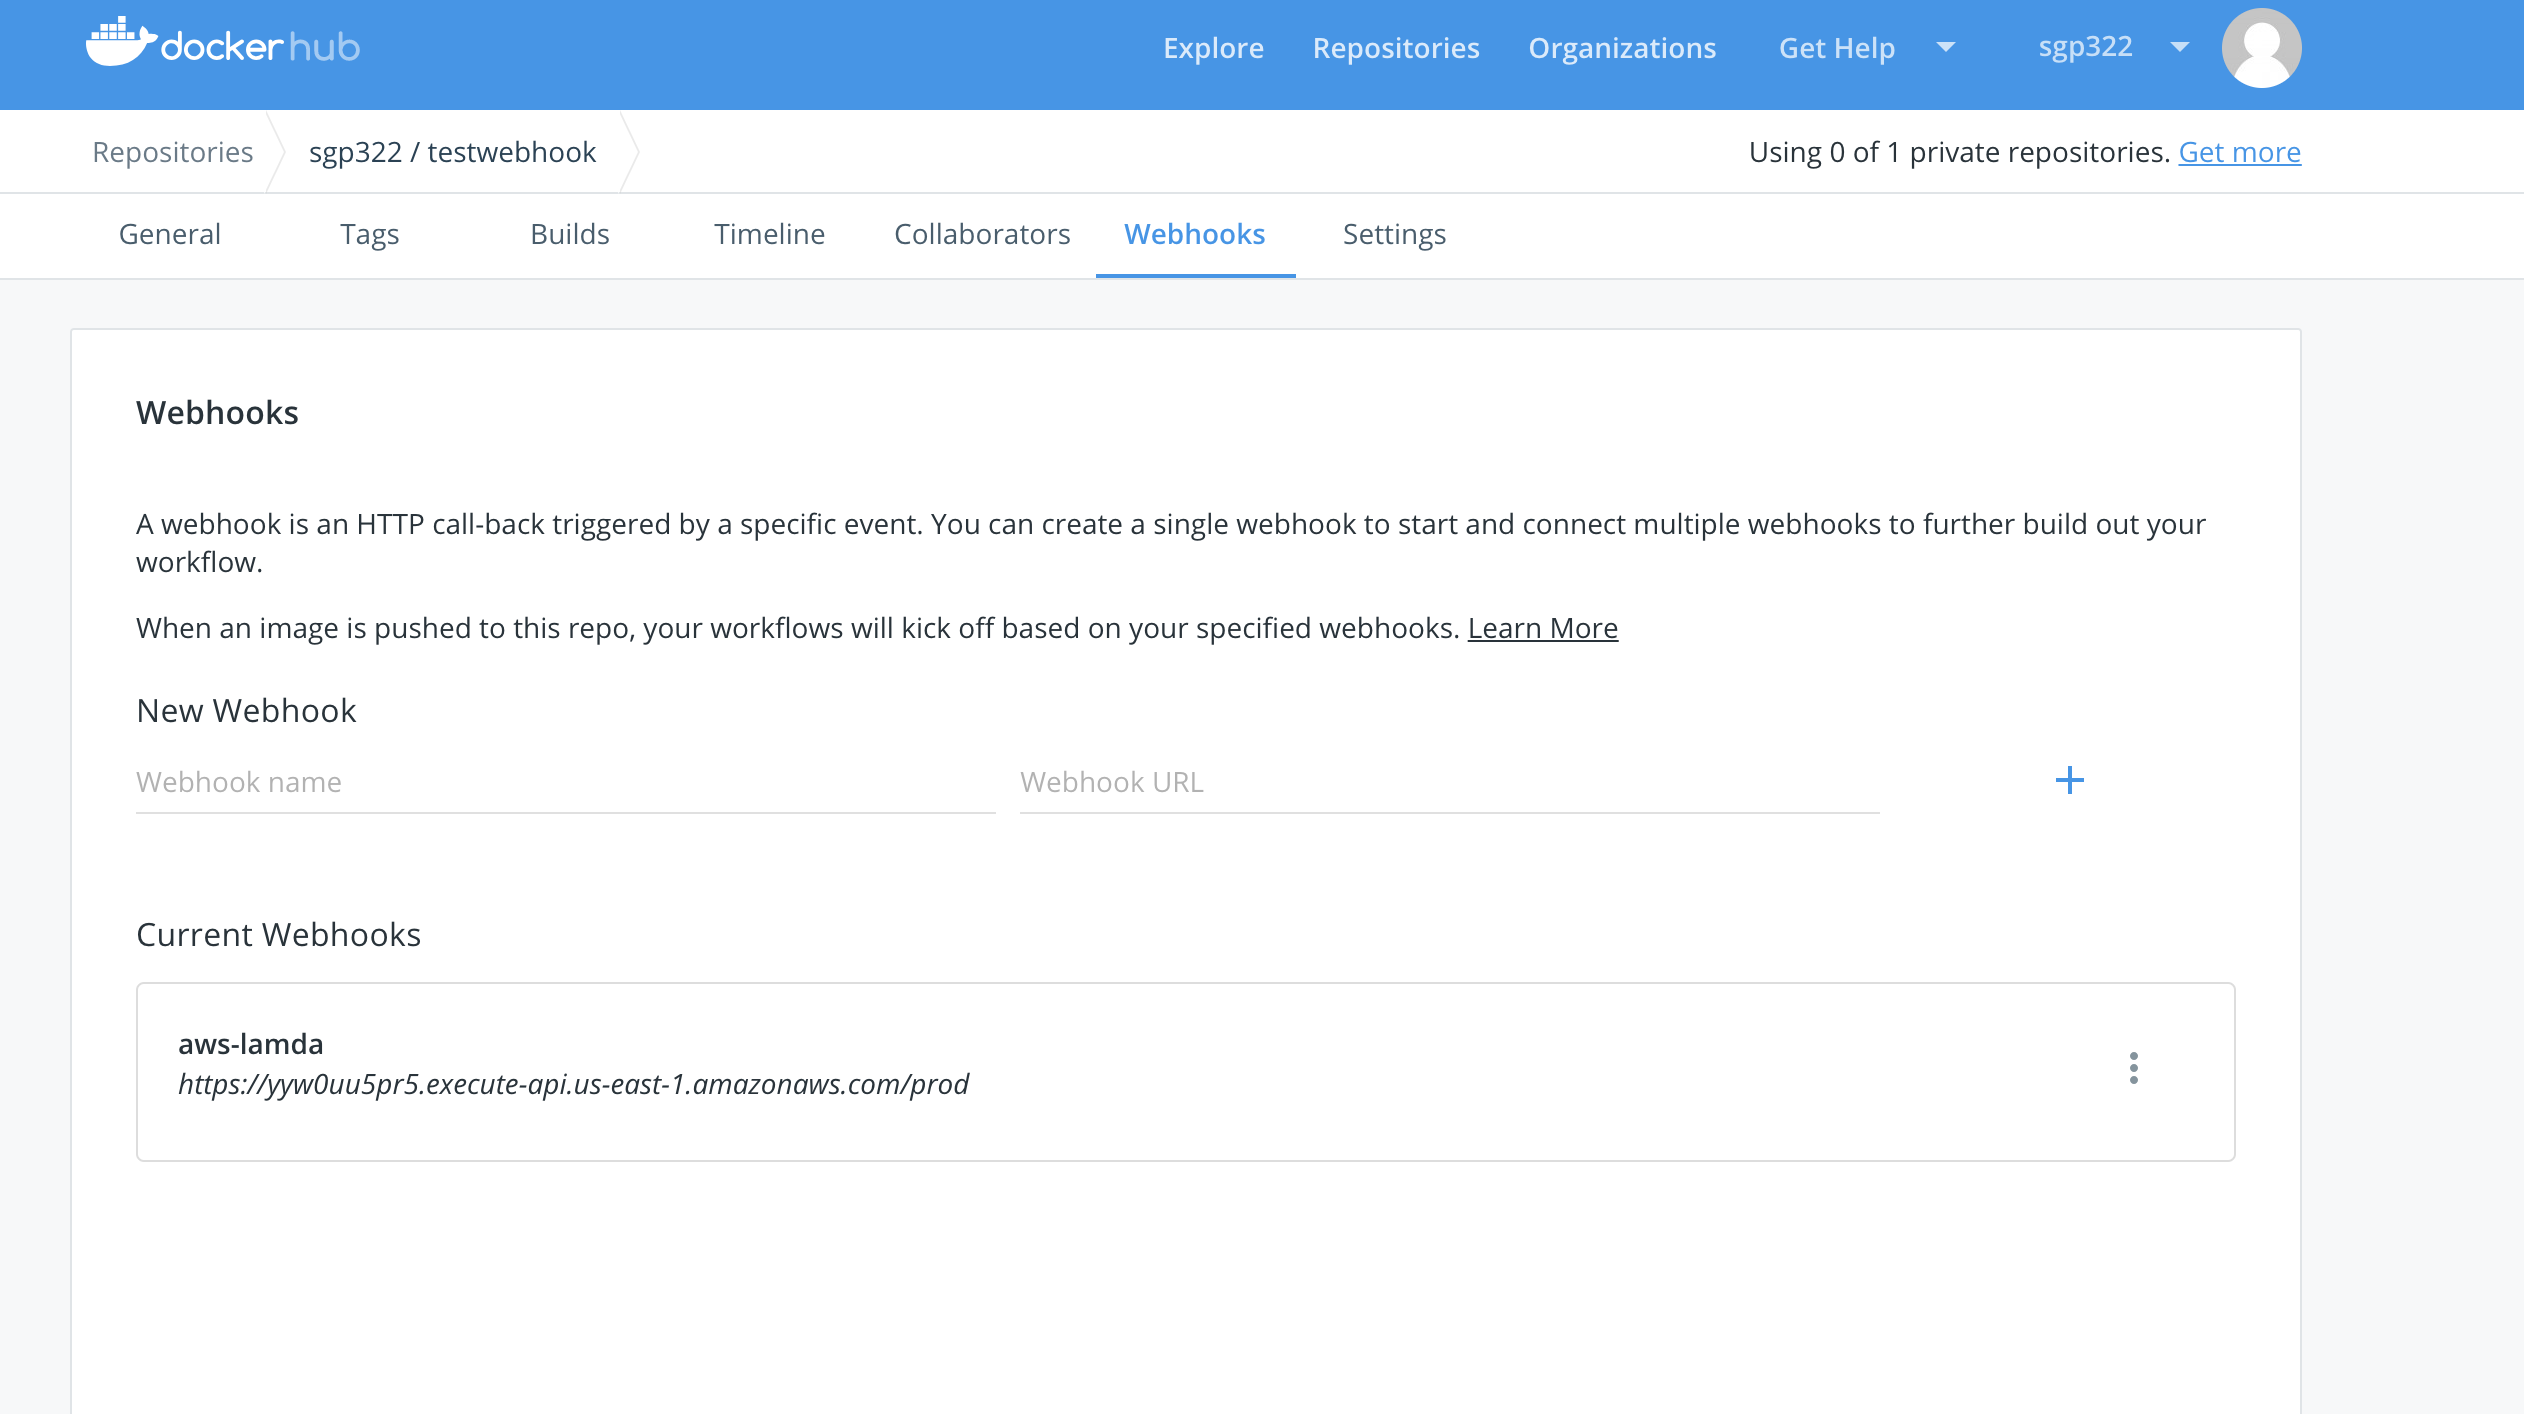 docker hub
Explore Repositories Organizations Get Help sgp322
Repositories sgp322 / testwebhook Using 0 of 1 private repositories. Get more
General Tags Builds Timeline Collaborators Webhooks Settings
Webhooks
A webhook is an HTTP call-back triggered by a specific event. You can create a single webhook to start and connect multiple webhooks to further build out your
workflow.
When an image is pushed to this repo, your workflows will kick off based on your specified webhooks. Learn More
New Webhook
Webhook name Webhook URL
Current Webhooks
aws-lamda
https://yyw0uu5pr5.execute-api.us-east-1.amazonaws.com/prod